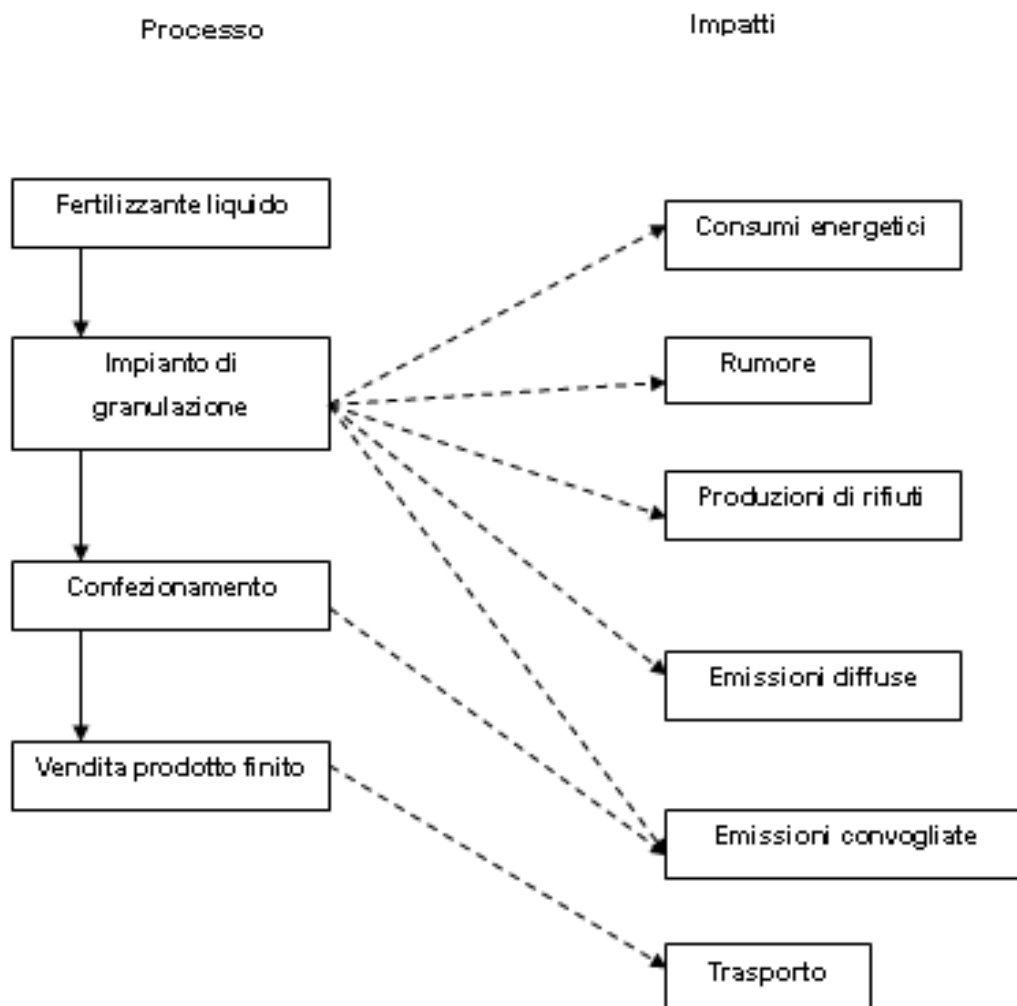 Processo
Impatti
Fertilizzante liquido
Consumi energetici
Impianto di
granulazione
Rumore
Produzioni di rifiuti
Confezionamento
Emissioni diffuse
Vendita prodotto finito
Emissioni convogliate
Trasporto